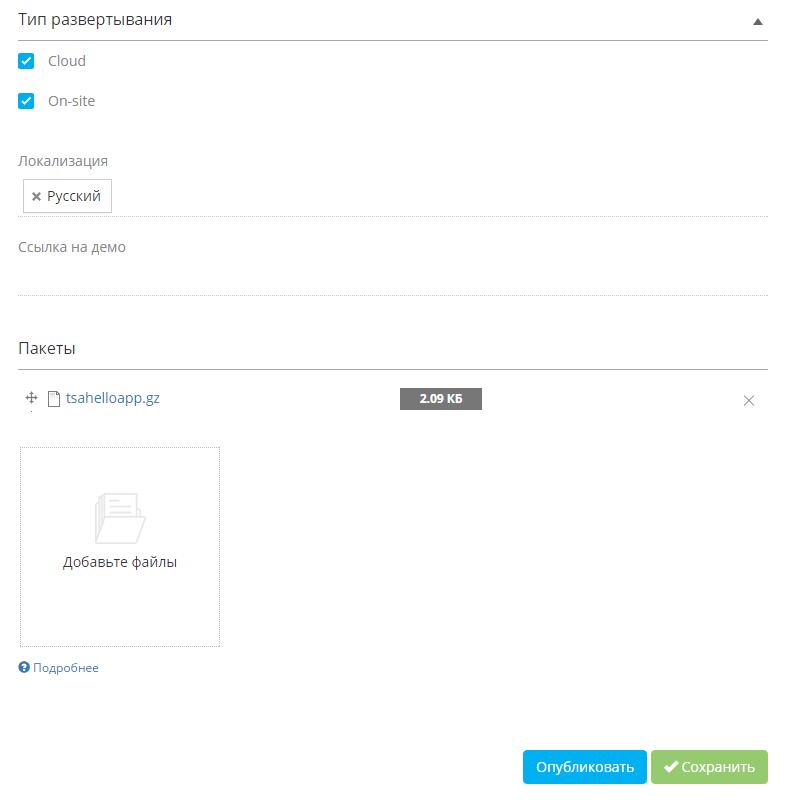 Тип развертывания
Cloud
On-site
Локализация
Русский
Ссылка на демо
Пакеты
tsahelloapp.gz 2.09 КБ
Добавьте файлы
Подробнее
Опубликовать Сохранить